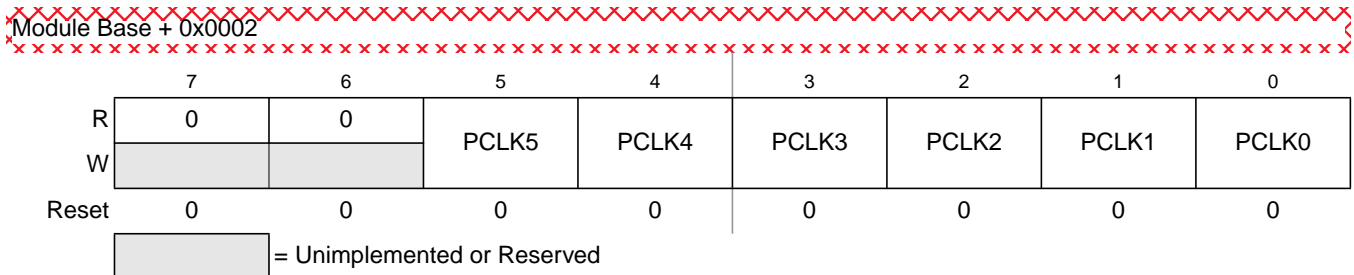 Module Base + 0x0002
7 6 5 4 3 2 1 0
R 0 0 PCLK5 PCLK4 PCLK3 PCLK2 PCLK1 PCLK0
W
Reset 0 0 0 0 0 0 0 0
= Unimplemented or Reserved